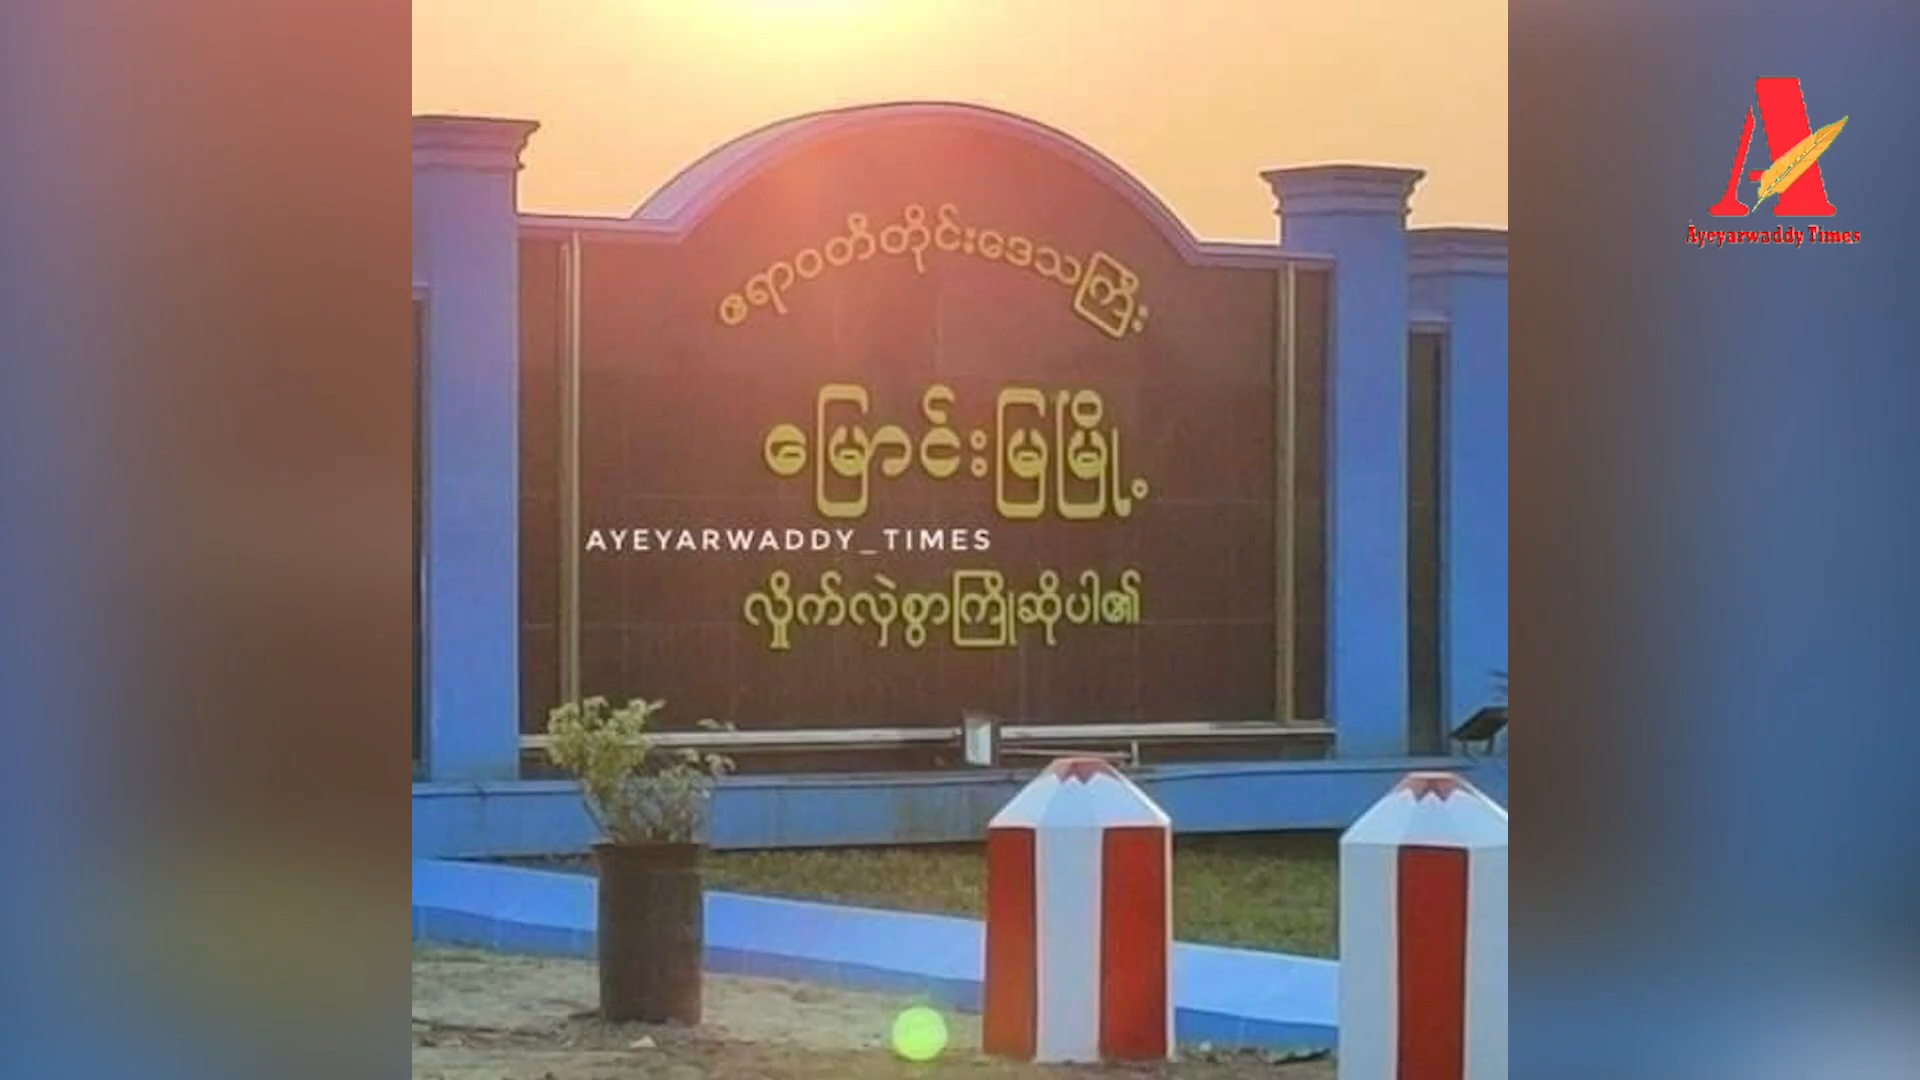 ဧရာဝတီတိုင်းဒေသကြီး
မြောင်းမြမြို့
AYEYARWADDY_TIMES
လှိုက်လှဲစွာကြိုဆိုပါ၏
Ayeyarwaddy Times